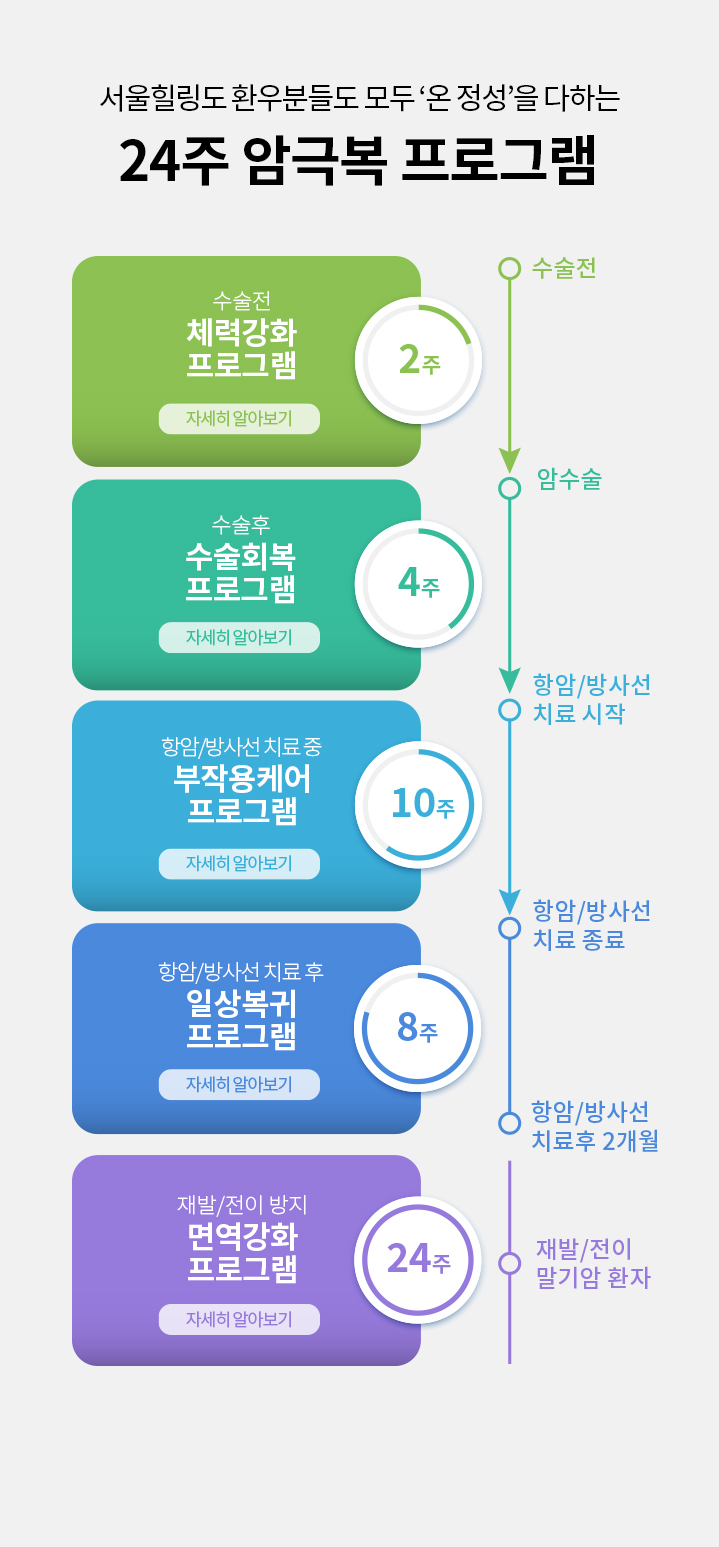 서울힐링도 환우분들도 모두 ‘온 정성’을 다하는
24주 암극복 프로그램
수술전
체력강화
프로그램
자세히 알아보기
2주
수술전
암수술
수술후
수술회복
프로그램
자세히 알아보기
4주
항암/방사선
치료 시작
항암/방사선 치료 중
부작용케어
프로그램
자세히 알아보기
10주
항암/방사선
치료 종료
항암/방사선 치료 후
일상복귀
프로그램
자세히 알아보기
8주
항암/방사선
치료후 2개월
재발/전이 방지
면역강화
프로그램
자세히 알아보기
24주
재발/전이
말기암 환자